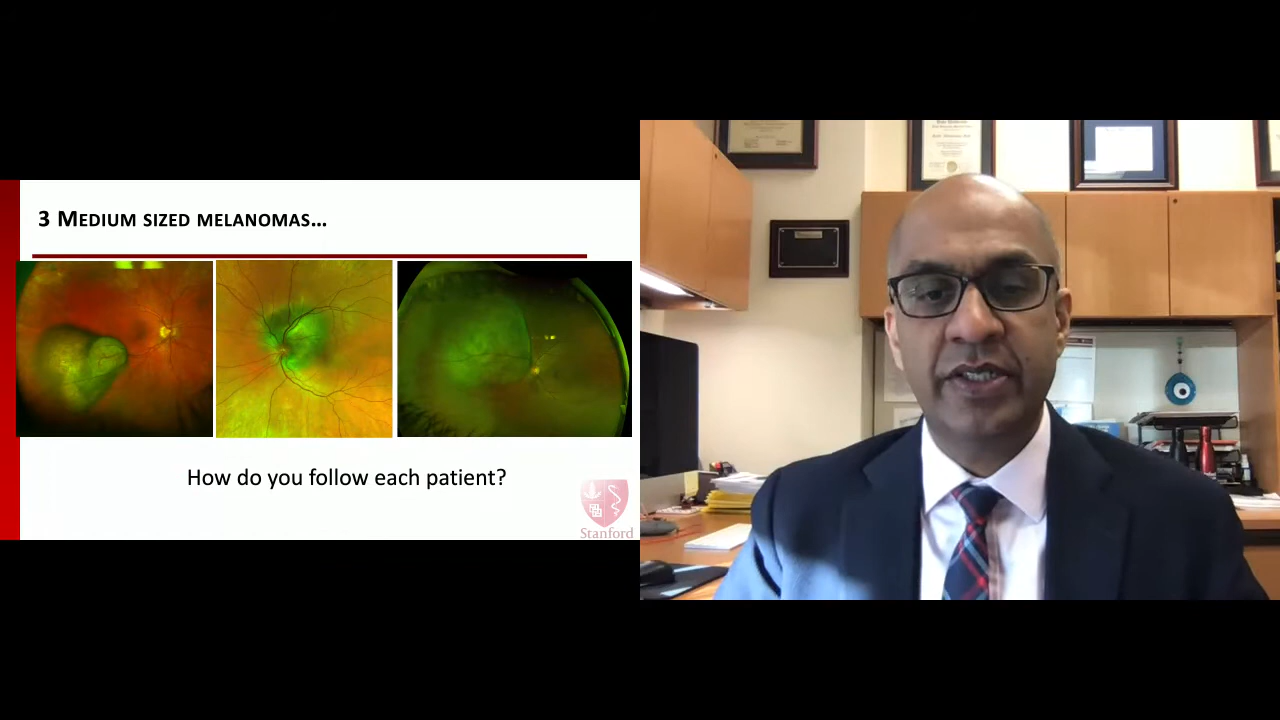 3 MEDIUM SIZED MELANOMAS...
How do you follow each patient?
Stanford